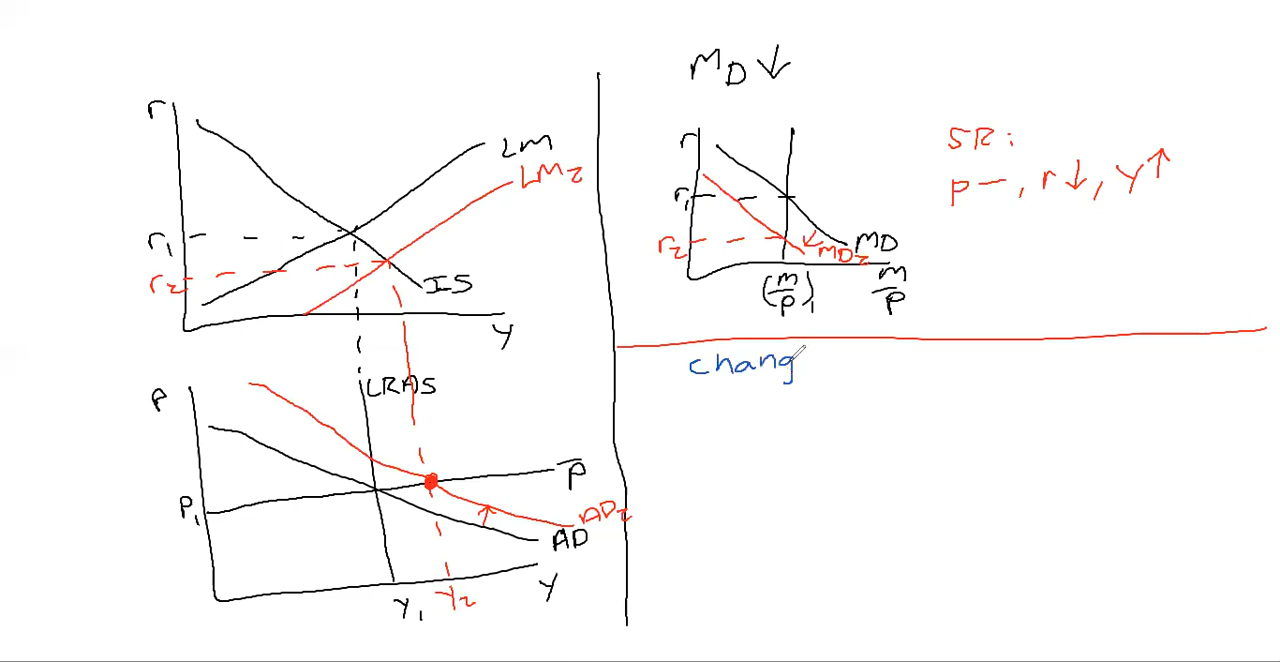 r
LM
LM2
r1
r2
IS
Y
P
LRAS
P1
P̅
AD2
AD
Y
Y1
Y2
MD ↓
r
r1
r2
MD
MD2
(m/p)1
m/p
SR:
P—, r↓, Y↑
chang